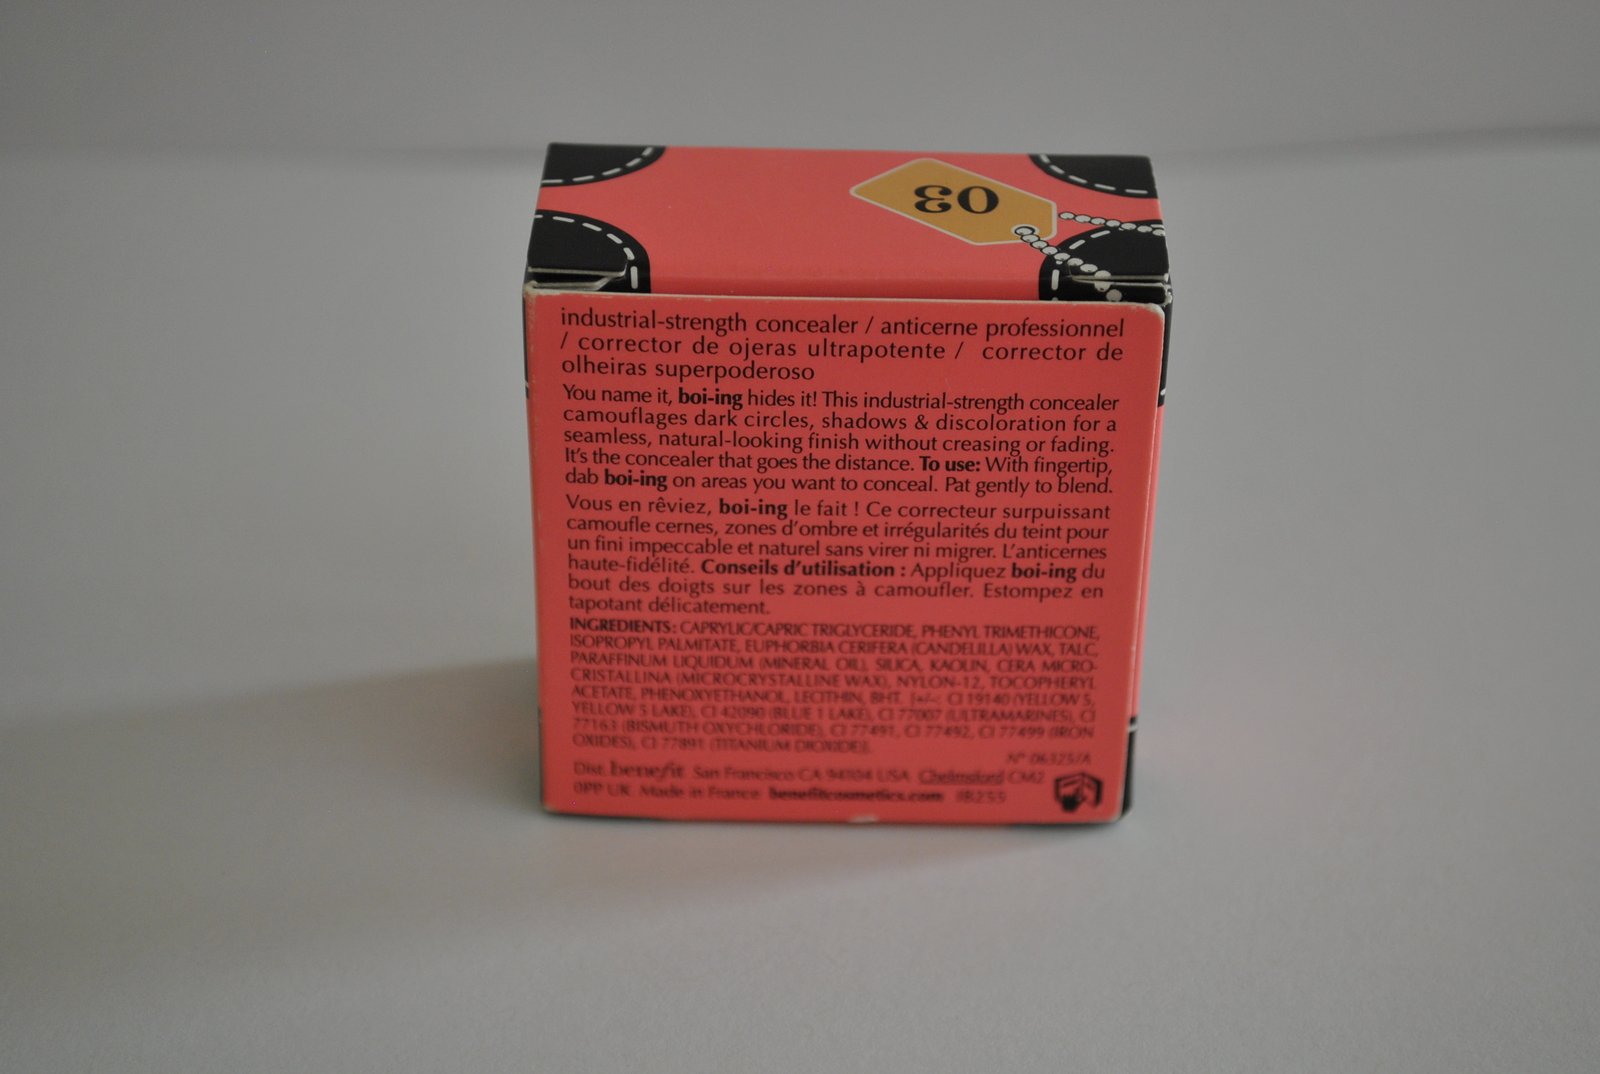 03
industrial-strength concealer / anticerne professionnel
/ corrector de ojeras ultrapotente / corrector de
olheiras superpoderoso
You name it, boi-ing hides it! This industrial-strength concealer
camouflages dark circles, shadows & discoloration for a
seamless, natural-looking finish without creasing or fading.
It's the concealer that goes the distance. To use: With fingertip,
dab boi-ing on areas you want to conceal. Pat gently to blend.
Vous en rêviez, boi-ing le fait ! Ce correcteur surpuissant
camoufle cernes, zones d'ombre et irrégularités du teint pour
un fini impeccable et naturel sans virer ni migrer. L'anticernes
haute-fidélité. Conseils d'utilisation : Appliquez boi-ing du
bout des doigts sur les zones à camoufler. Estompez en
tapotant délicatement.
INGREDIENTS: CAPRYLIC/CAPRIC TRIGLYCERIDE, PHENYL TRIMETHICONE,
ISOPROPYL PALMITATE, EUPHORBIA CERIFERA (CANDELILLA) WAX, TALC,
PARAFFINUM LIQUIDUM (MINERAL OIL), SILICA, KAOLIN, CERA MICRO-
CRISTALLINA (MICROCRYSTALLINE WAX), NYLON-12, TOCOPHERYL
ACETATE, PHENOXYETHANOL, LECITHIN, BHT. [+/-: CI 19140 (YELLOW 5,
YELLOW 5 LAKE), CI 42090 (BLUE 1 LAKE), CI 77007 (ULTRAMARINES), CI
77163 (BISMUTH OXYCHLORIDE), CI 77491, CI 77492, CI 77499 (IRON
OXIDES), CI 77891 (TITANIUM DIOXIDE)].
N° 06325/A
Dist. benefit San Francisco CA 94104 USA Chelmsford CM2
0PP UK. Made in France benefitcosmetics.com IB255